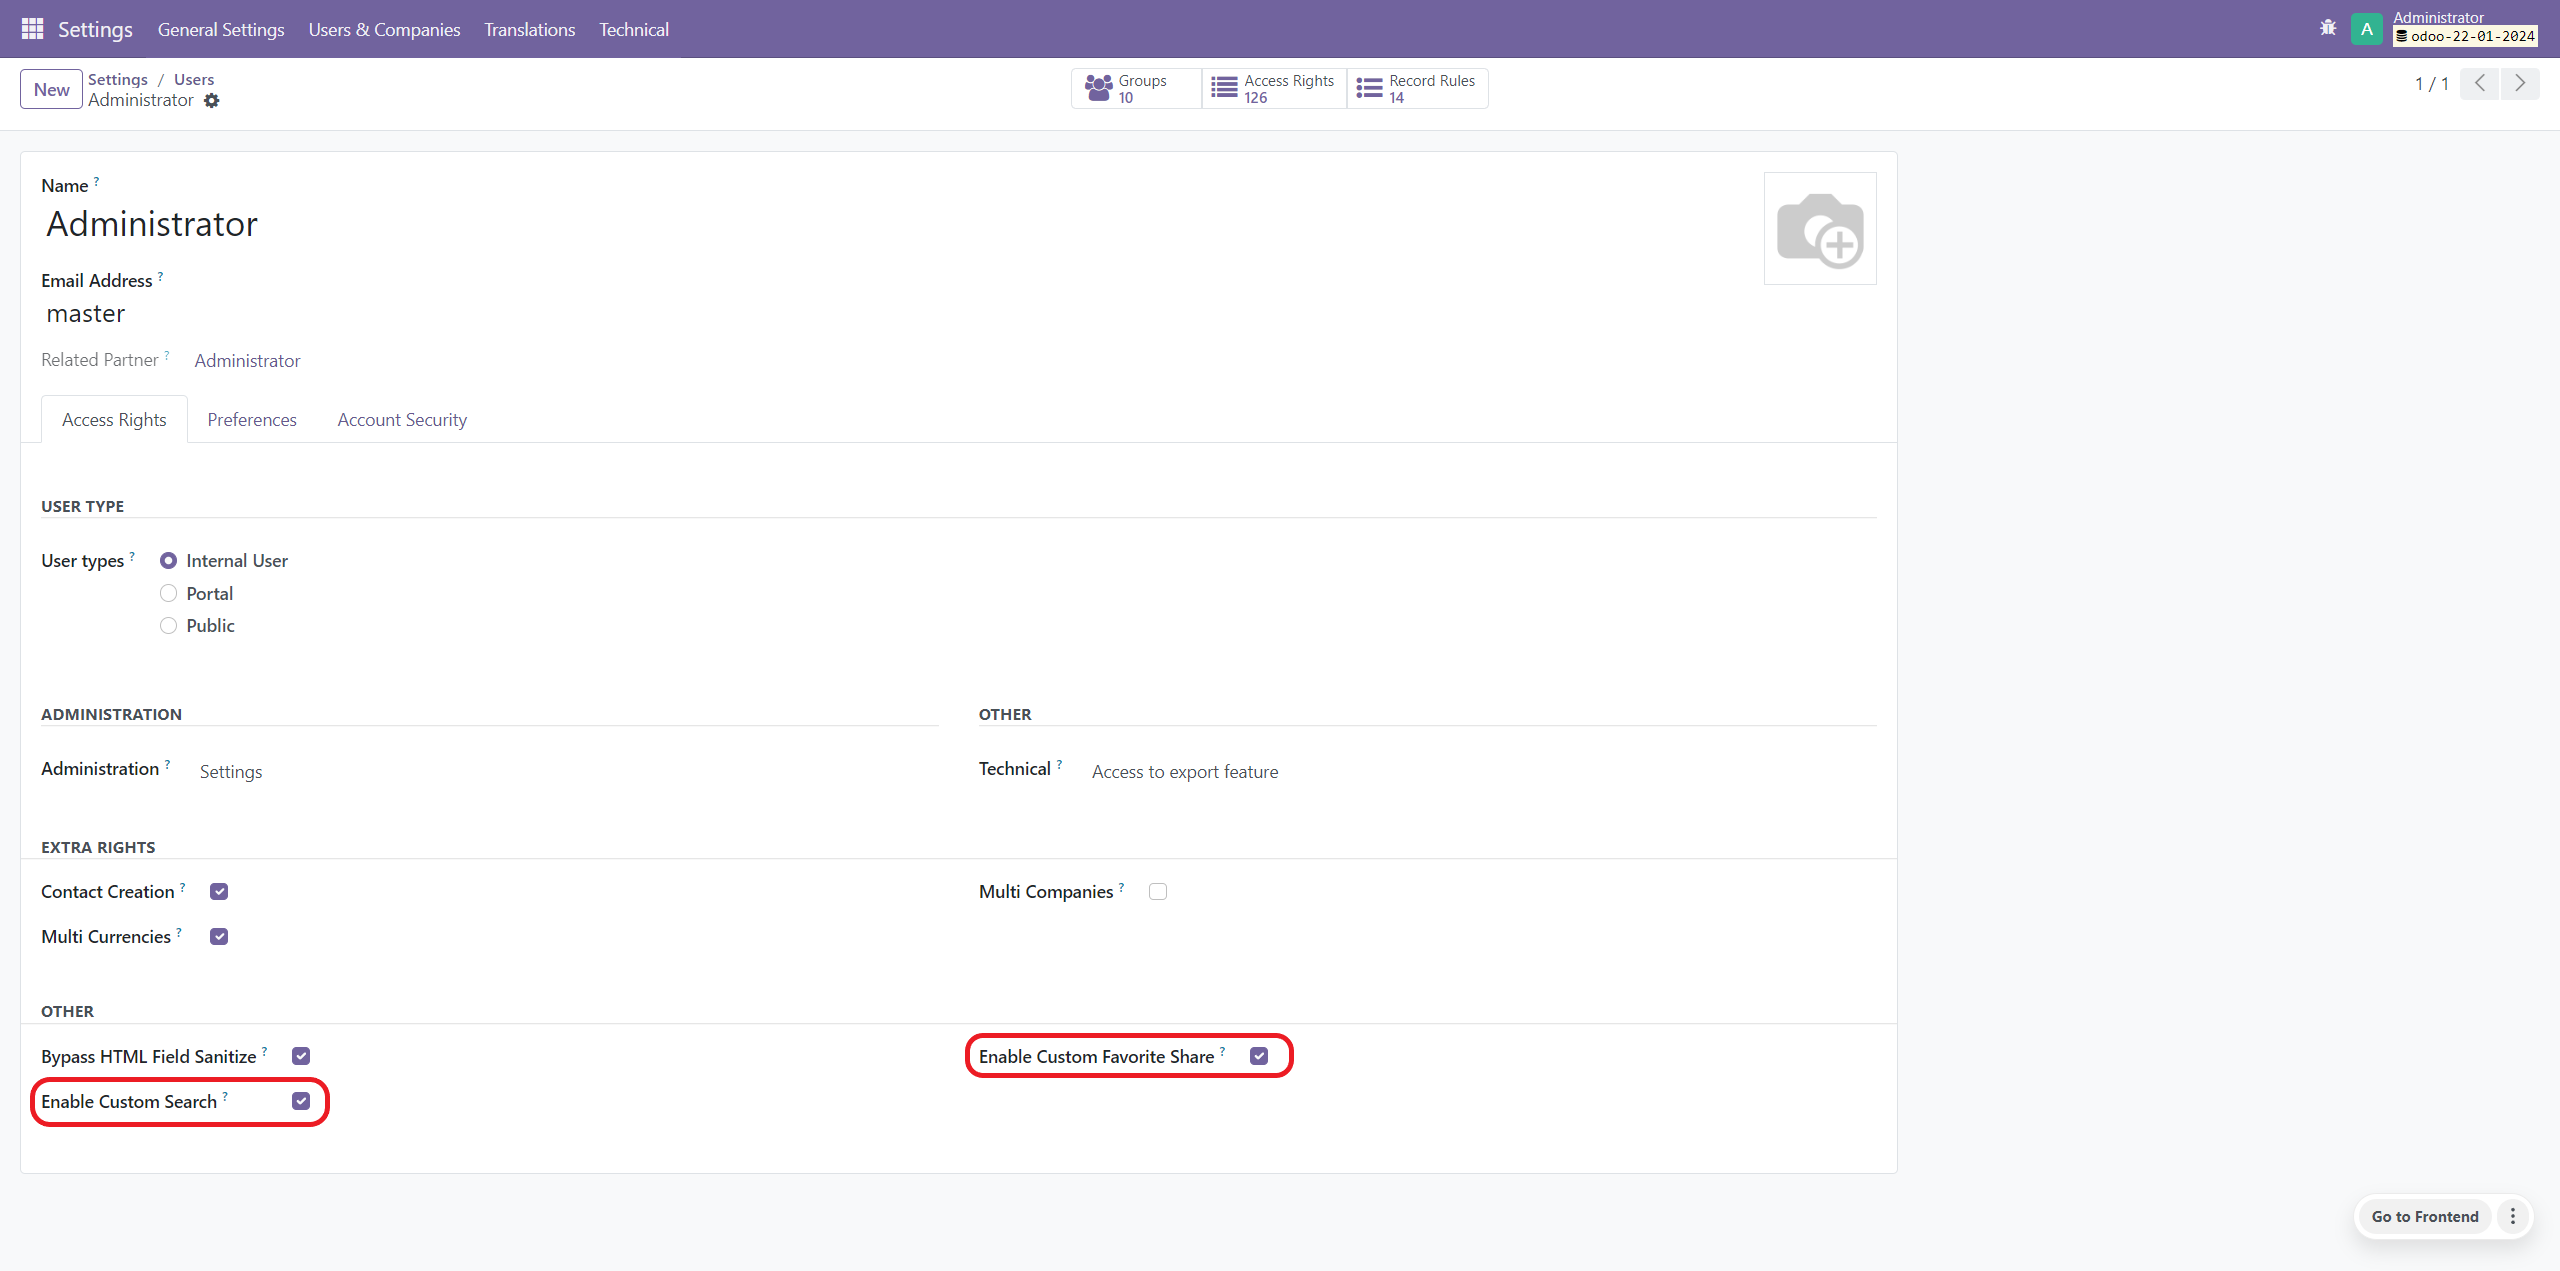 Settings General Settings Users & Companies Translations Technical
A Administrator
odoo-22-01-2024
New Settings / Users
Administrator
Groups
10
Access Rights
126
Record Rules
14
1 / 1
Name ?
Administrator
Email Address ?
master
Related Partner ? Administrator
Access Rights Preferences Account Security
USER TYPE
User types ? Internal User
Portal
Public
ADMINISTRATION
Administration ? Settings
OTHER
Technical ? Access to export feature
EXTRA RIGHTS
Contact Creation ?
Multi Companies ?
Multi Currencies ?
OTHER
Bypass HTML Field Sanitize ?
Enable Custom Favorite Share ?
Enable Custom Search ?
Go to Frontend